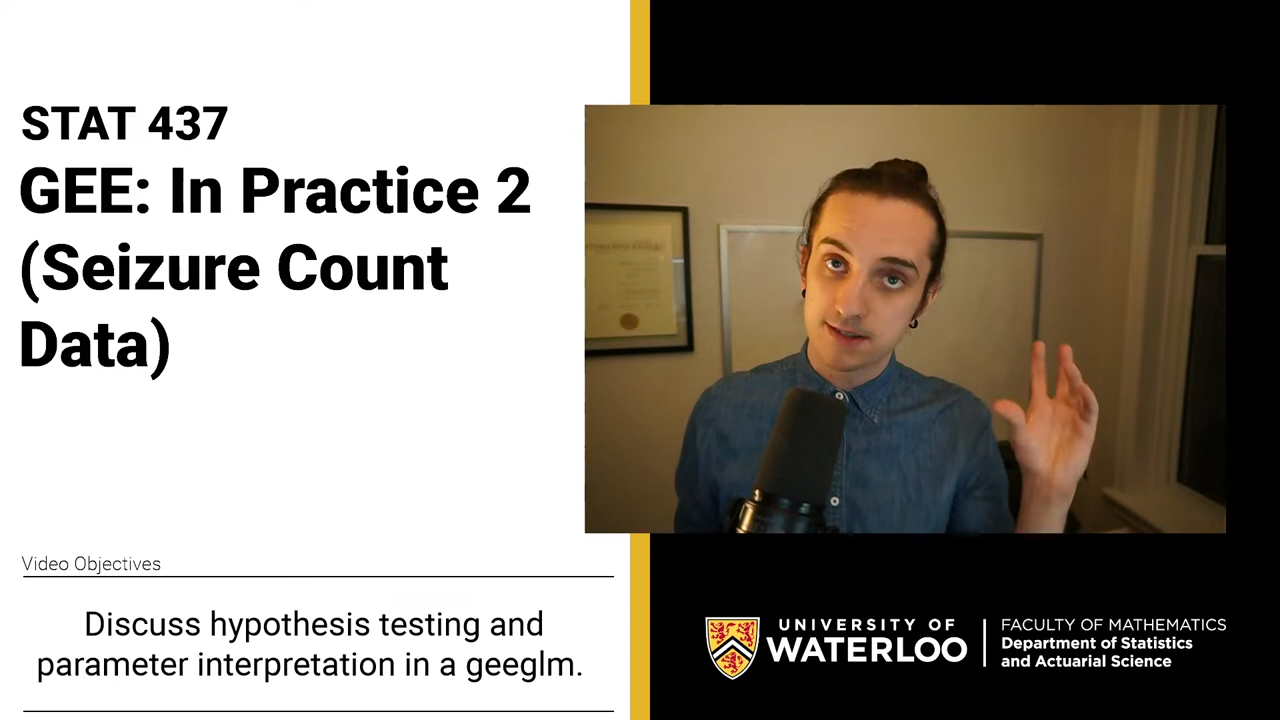 STAT 437
GEE: In Practice 2
(Seizure Count
Data)
Video Objectives
Discuss hypothesis testing and
parameter interpretation in a geeglm.
UNIVERSITY OF
WATERLOO
FACULTY OF MATHEMATICS
Department of Statistics
and Actuarial Science